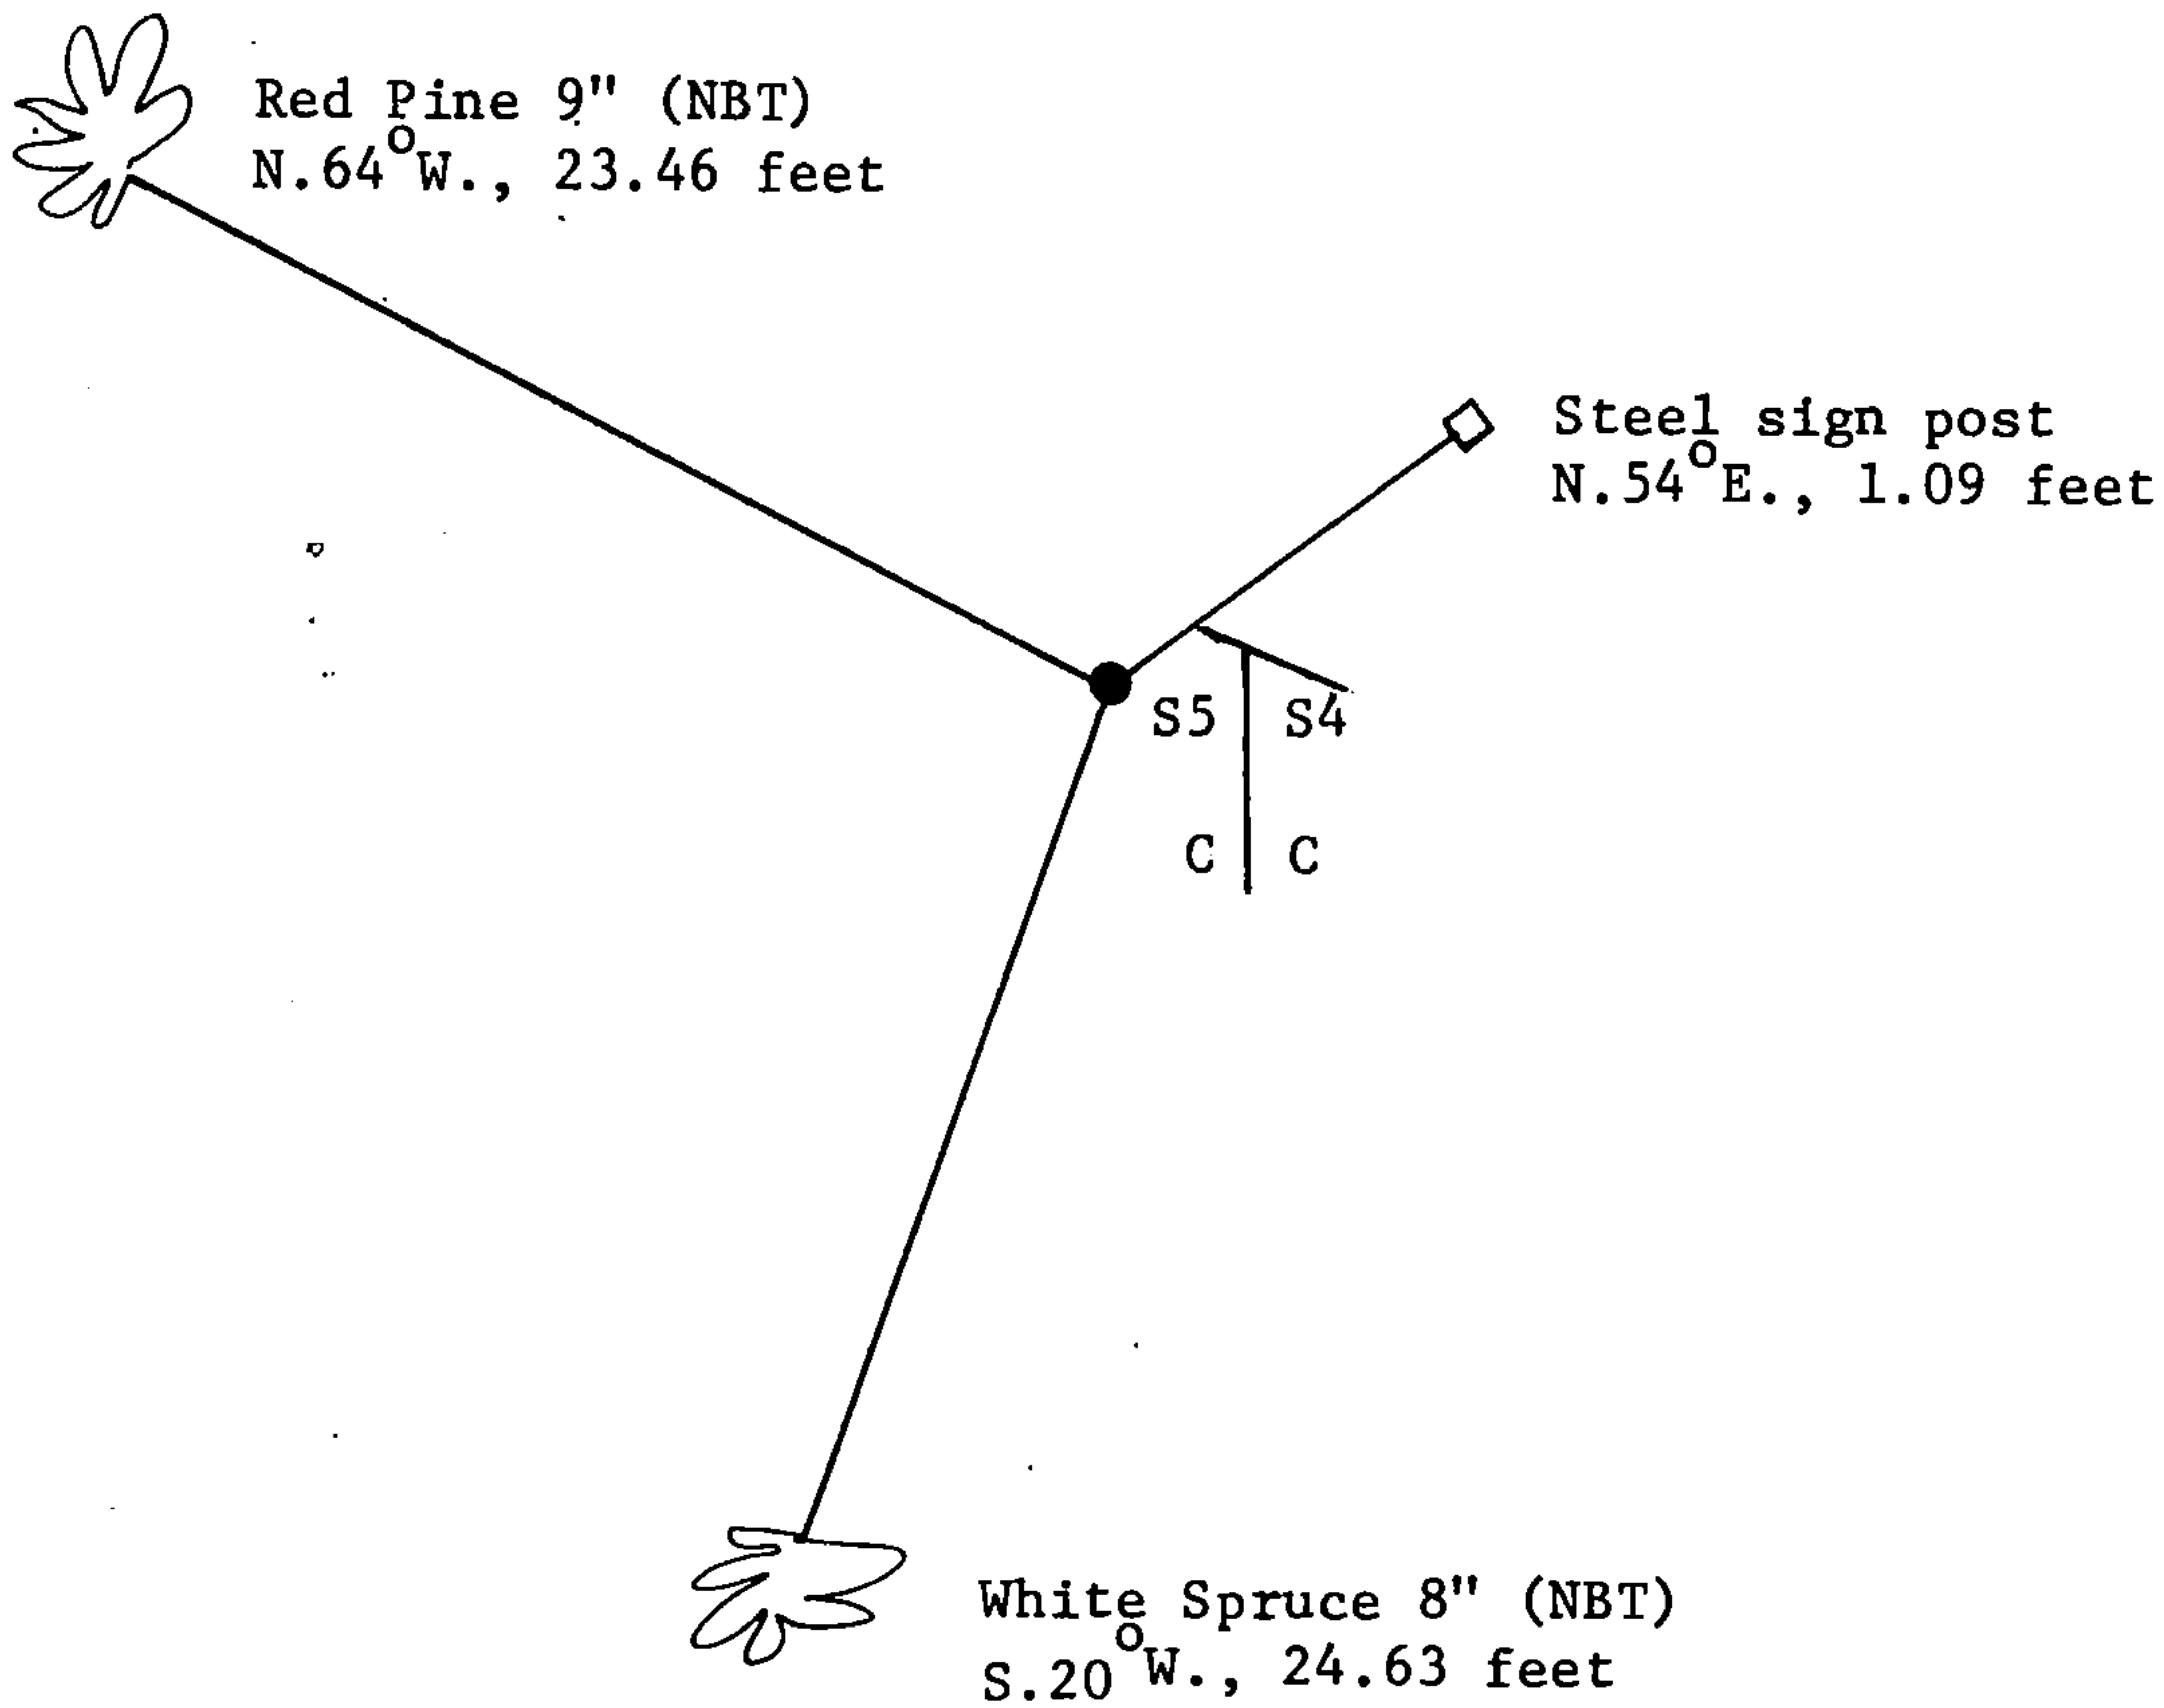 Red Pine 9" (NBT)
N.64°W., 23.46 feet
Steel sign post
N.54°E., 1.09 feet
S5 S4
C C
White Spruce 8" (NBT)
S.20°W., 24.63 feet